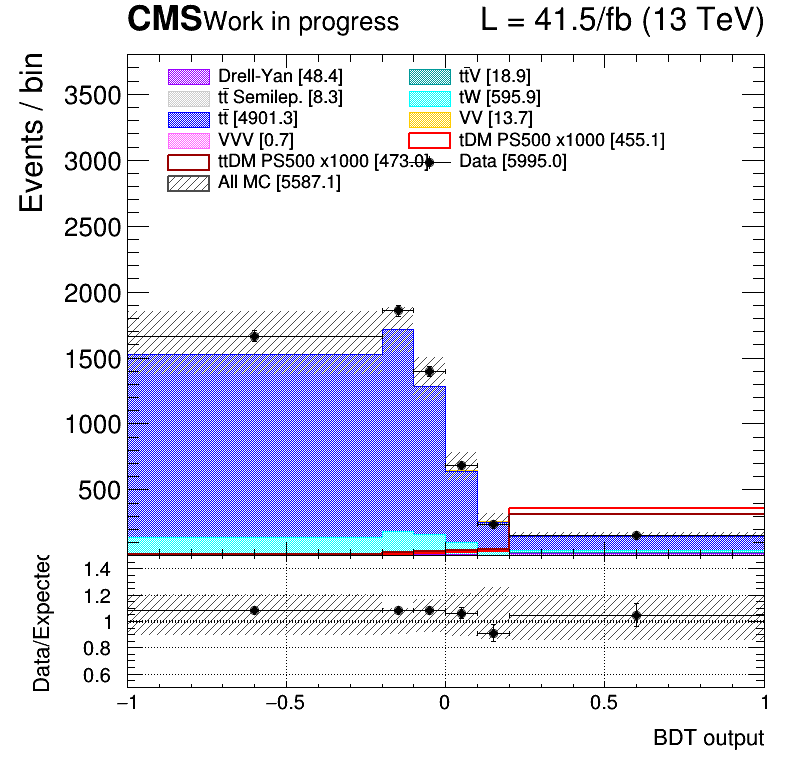 CMS Work in progress L = 41.5/fb (13 TeV)
Events / bin
3500
3000
2500
2000
1500
1000
500
Drell-Yan [48.4]
tt̄V [18.9]
tt̄ Semilep. [8.3]
tW [595.9]
tt̄ [4901.3]
VV [13.7]
VVV [0.7]
tDM PS500 x1000 [455.1]
ttDM PS500 x1000 [473.0]
Data [5995.0]
All MC [5587.1]
Data/Expected
1.4
1.2
1
0.8
0.6
−1 −0.5 0 0.5 1
BDT output